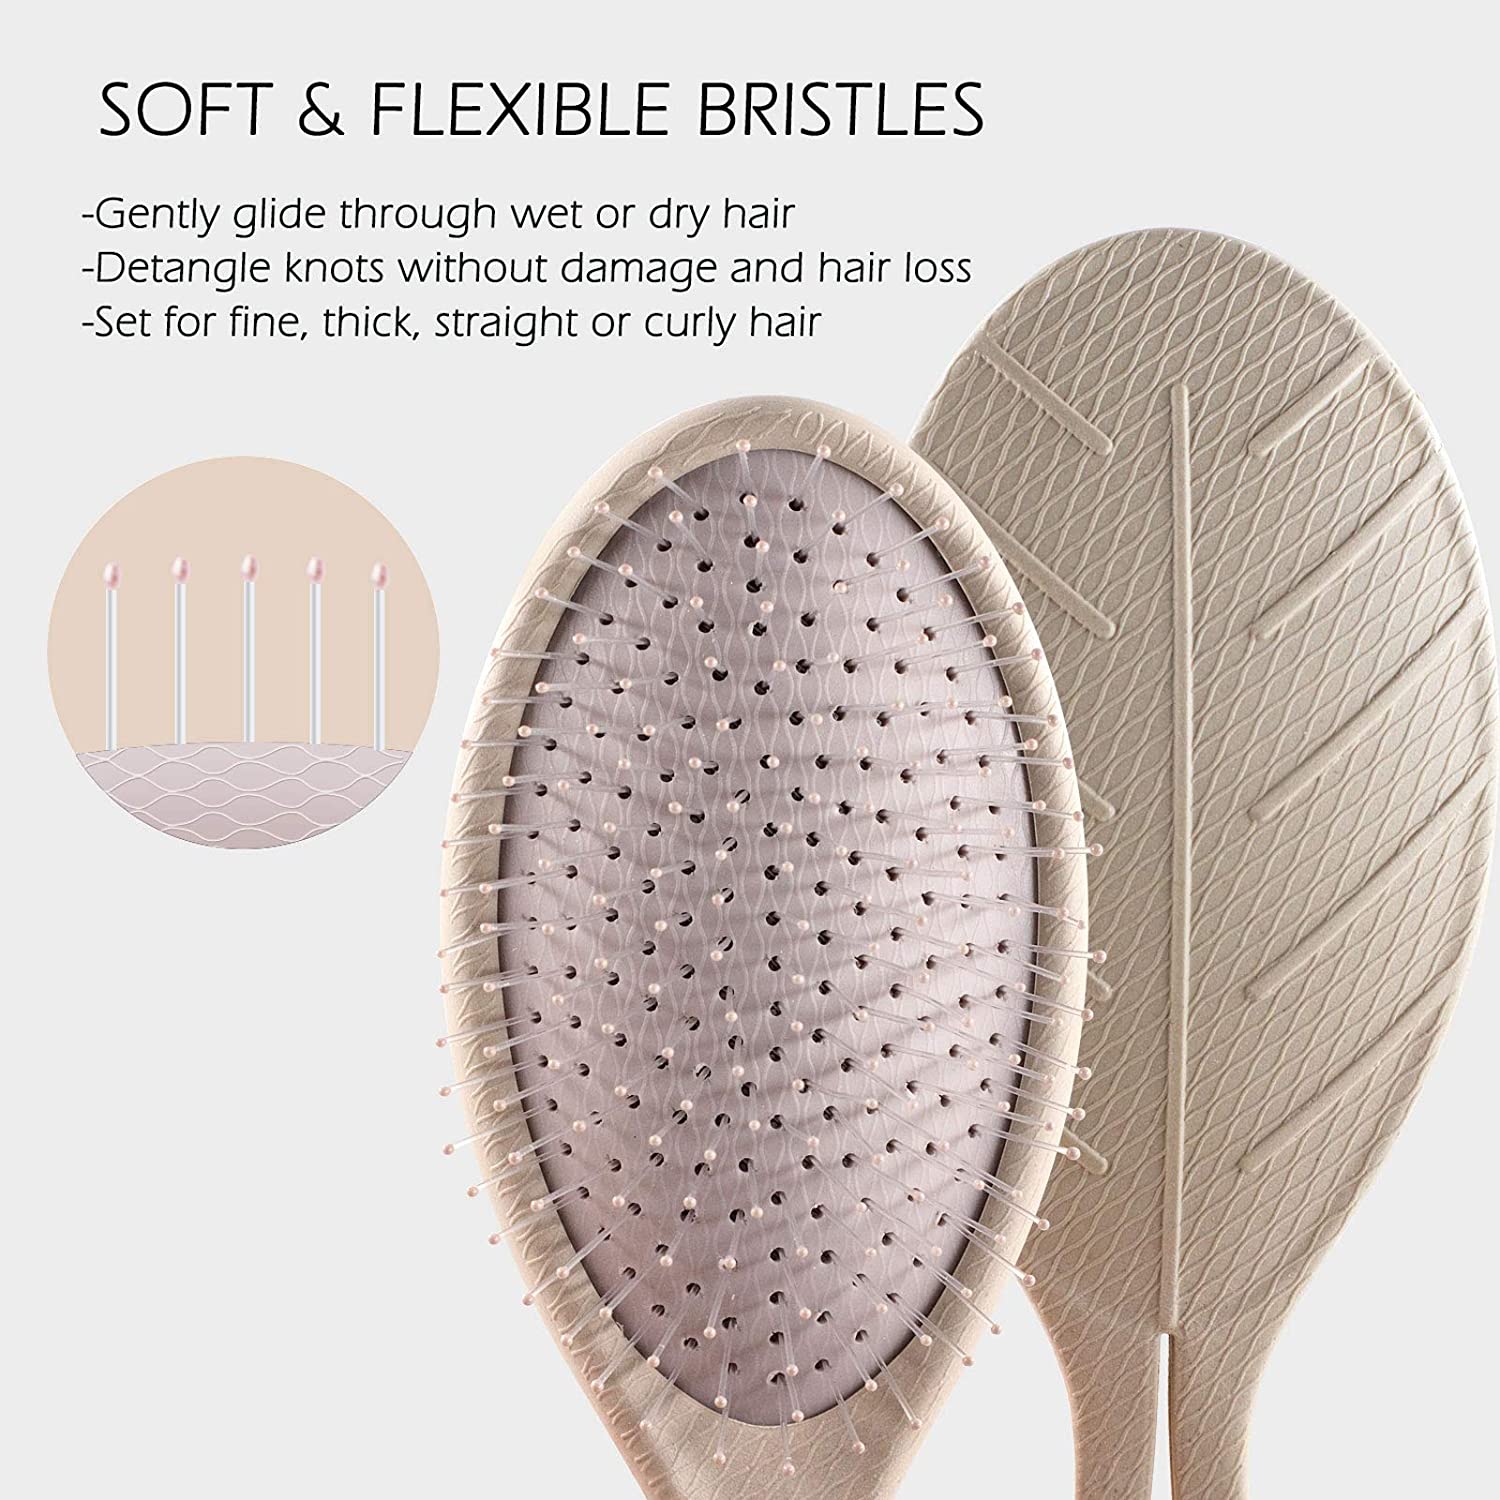 SOFT & FLEXIBLE BRISTLES
-Gently glide through wet or dry hair
-Detangle knots without damage and hair loss
-Set for fine, thick, straight or curly hair